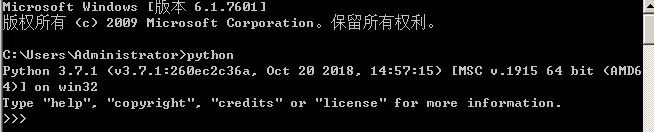 Microsoft Windows [版本 6.1.7601]
版权所有 (c) 2009 Microsoft Corporation。保留所有权利。
C:\Users\Administrator>python
Python 3.7.1 (v3.7.1:260ec2c36a, Oct 20 2018, 14:57:15) [MSC v.1915 64 bit (AMD6
4)] on win32
Type "help", "copyright", "credits" or "license" for more information.
>>>